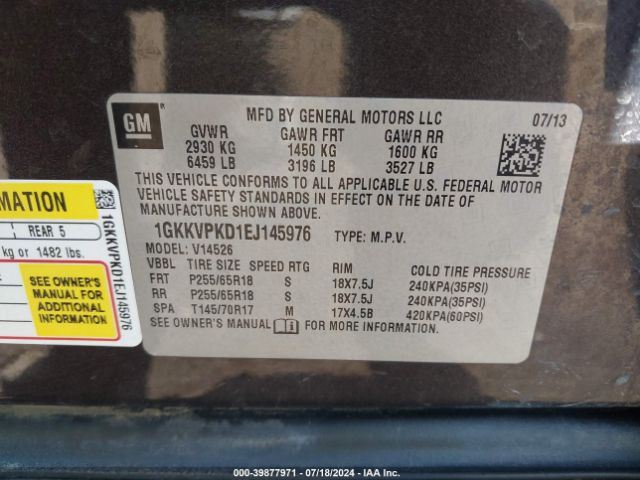 GM
MFD BY GENERAL MOTORS LLC 07/13
GVWR GAWR FRT GAWR RR
2930 KG 1450 KG 1600 KG
6459 LB 3196 LB 3527 LB
THIS VEHICLE CONFORMS TO ALL APPLICABLE U.S. FEDERAL MOTOR
VEHICLE SAFETY STANDARDS IN EFFECT ON THE DATE OF
MANUFACTURE SHOWN ABOVE.
1GKKVPKD1EJ145976 TYPE: M.P.V.
MODEL: V14526
VBBL TIRE SIZE SPEED RTG RIM COLD TIRE PRESSURE
FRT P255/65R18 S 18X7.5J 240KPA(35PSI)
RR P255/65R18 S 18X7.5J 240KPA(35PSI)
SPA T145/70R17 M 17X4.5B 420KPA(60PSI)
SEE OWNER'S MANUAL FOR MORE INFORMATION.
MATION
REAR 5
kg or 1482 lbs.
SEE OWNER'S
MANUAL FOR
ADDITIONAL
INFORMATION
1GKKVPKD1EJ145976
© (39-39877971 - 07/18/2024 - IAA, Inc.)